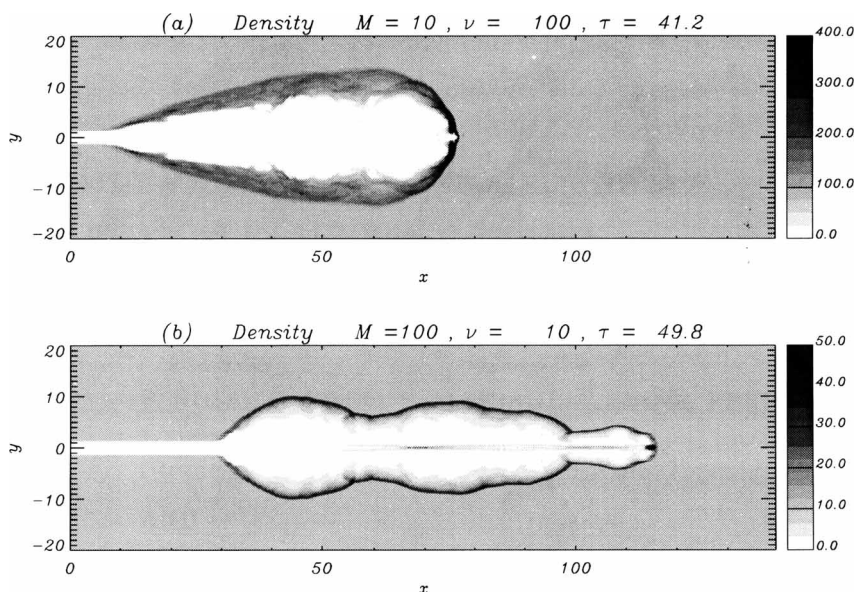 (a) Density M = 10 , ν = 100 , τ = 41.2
20
10
0
-10
-20
y
0 50 100
x
400.0
300.0
200.0
100.0
0.0
(b) Density M =100 , ν = 10 , τ = 49.8
20
10
0
-10
-20
y
0 50 100
x
50.0
40.0
30.0
20.0
10.0
0.0